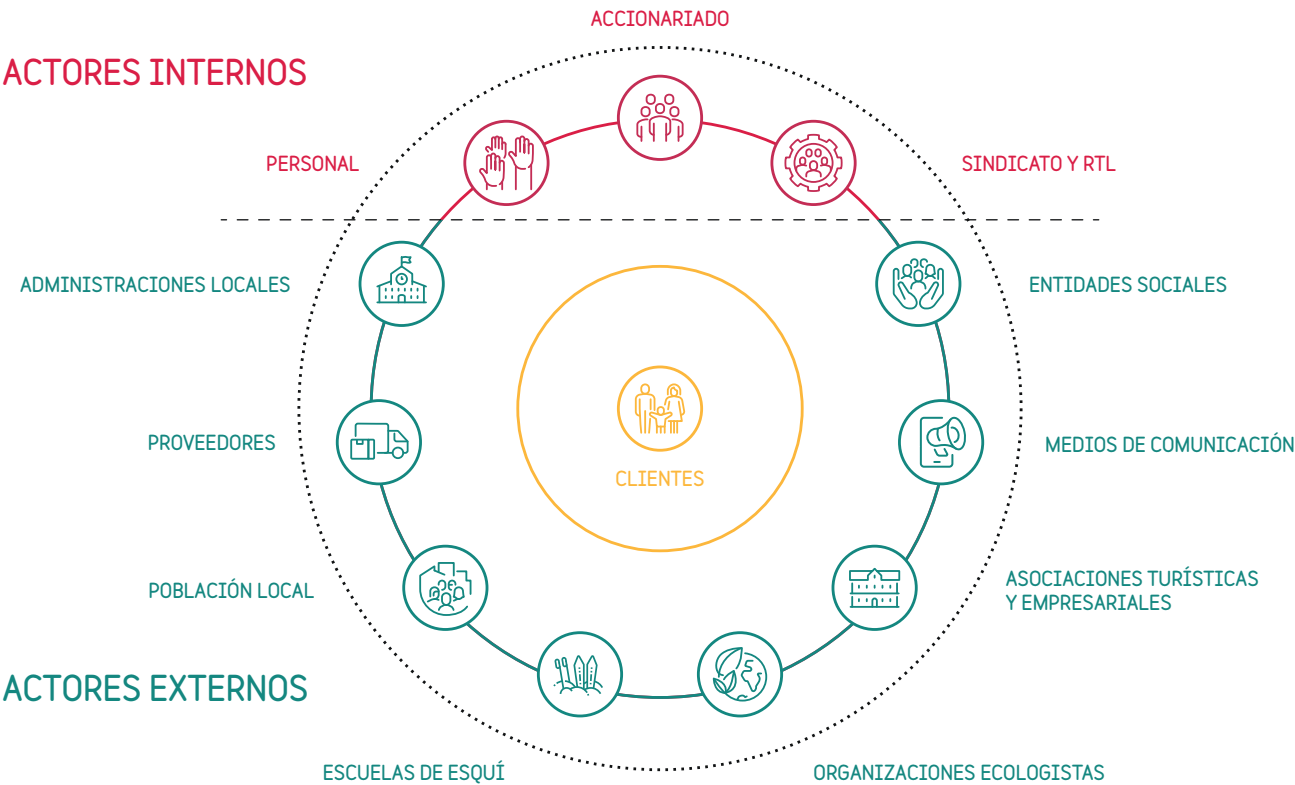 ACCIONARIADO
ACTORES INTERNOS
PERSONAL
SINDICATO Y RTL
ADMINISTRACIONES LOCALES
ENTIDADES SOCIALES
PROVEEDORES
MEDIOS DE COMUNICACIÓN
CLIENTES
POBLACIÓN LOCAL
ASOCIACIONES TURÍSTICAS
Y EMPRESARIALES
ACTORES EXTERNOS
ESCUELAS DE ESQUÍ
ORGANIZACIONES ECOLOGISTAS